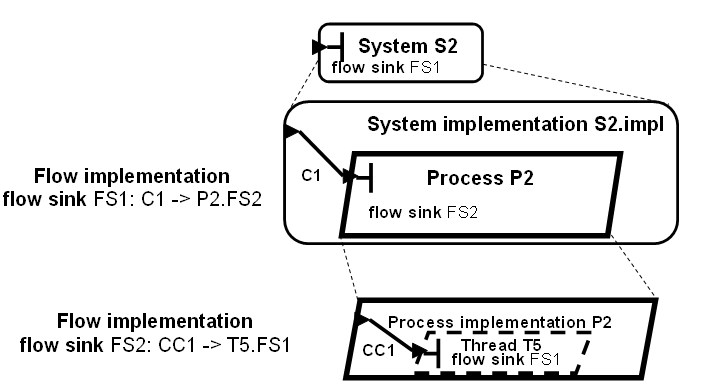 System S2
flow sink FS1
System implementation S2.impl
C1
Process P2
flow sink FS2
Flow implementation
flow sink FS1: C1 -> P2.FS2
Process implementation P2
CC1
Thread T5
flow sink FS1
Flow implementation
flow sink FS2: CC1 -> T5.FS1